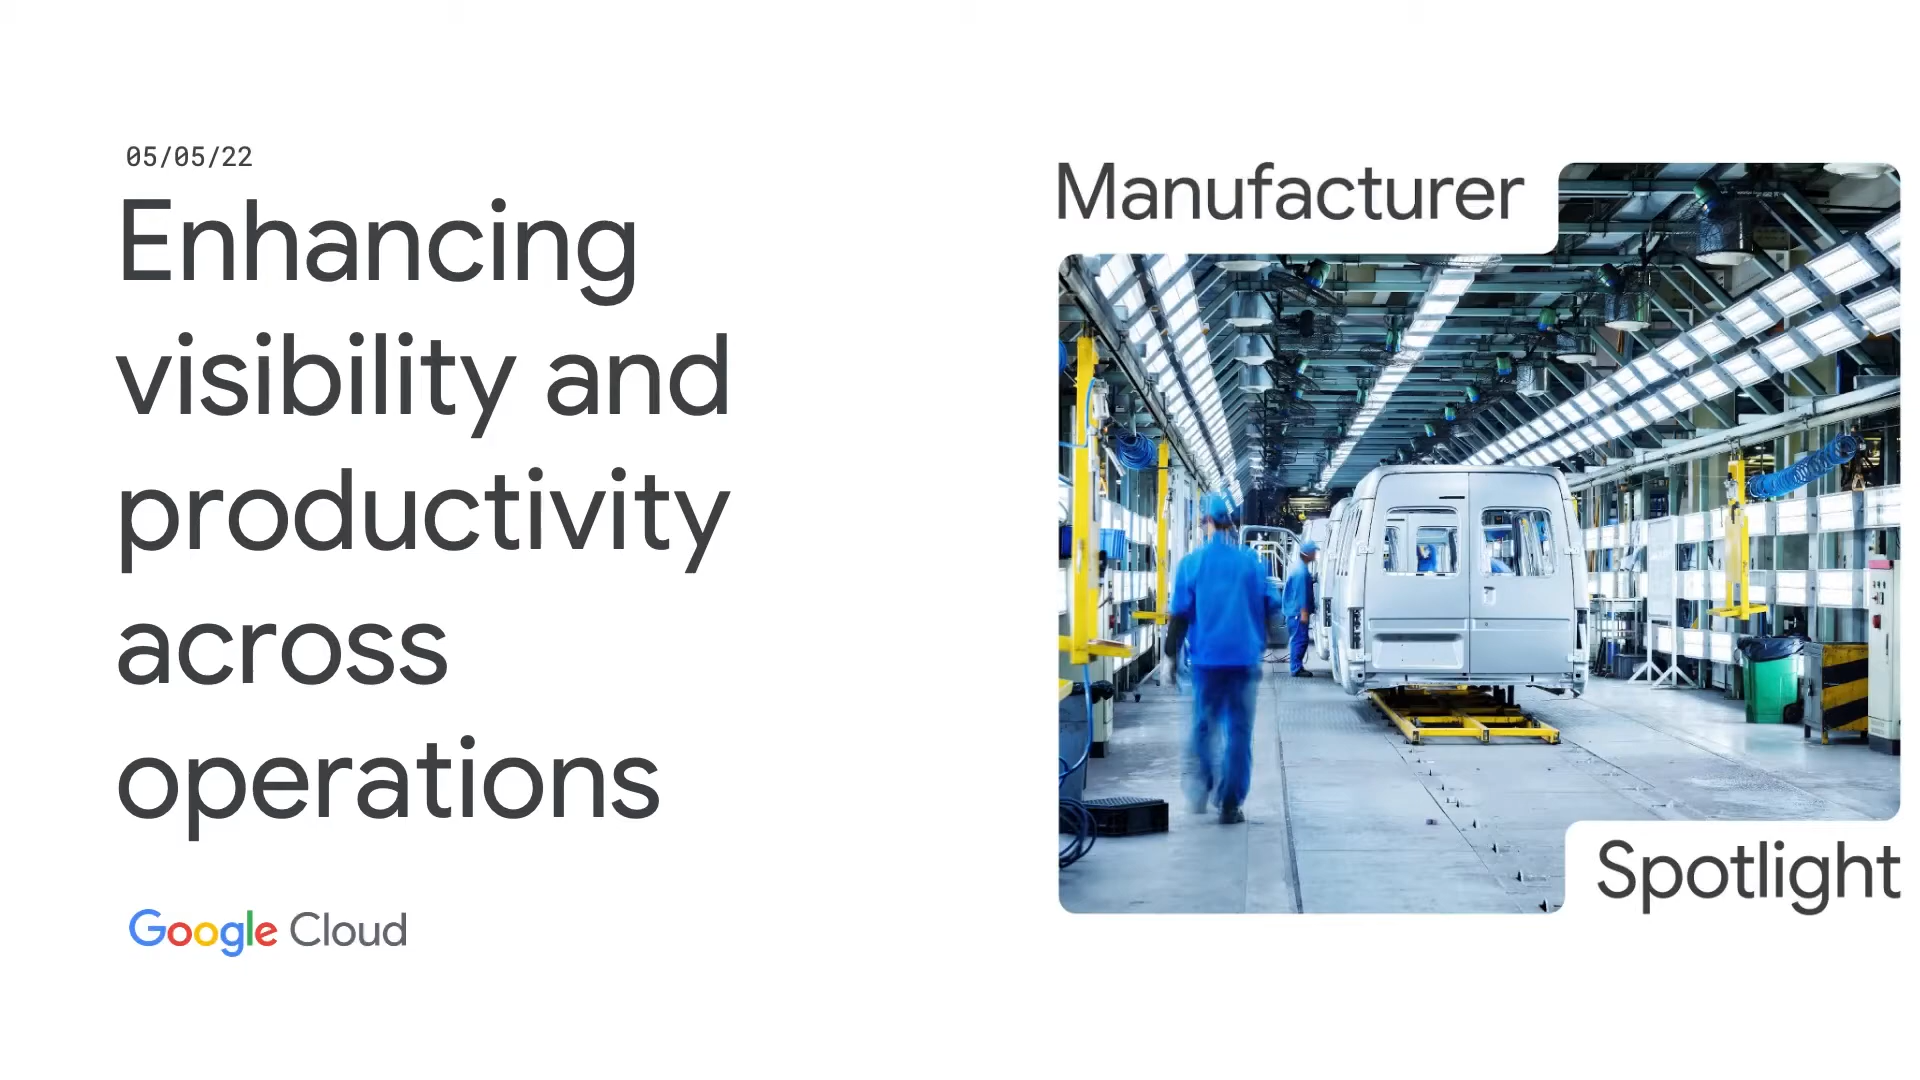 05/05/22
Enhancing
visibility and
productivity
across
operations
Google Cloud
Manufacturer
Spotlight